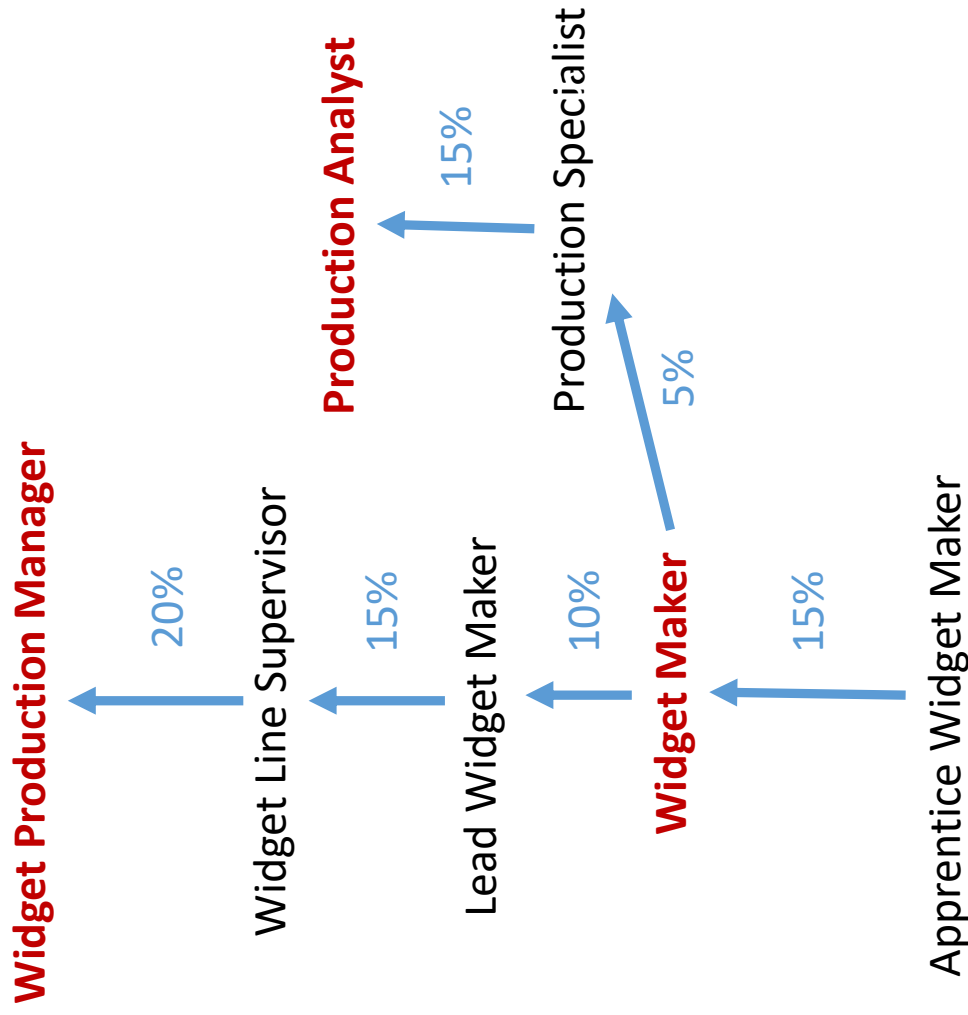 Widget Production Manager
20%
Widget Line Supervisor
15%
Lead Widget Maker
10%
Widget Maker
15%
Apprentice Widget Maker
Production Analyst
15%
Production Specialist
5%